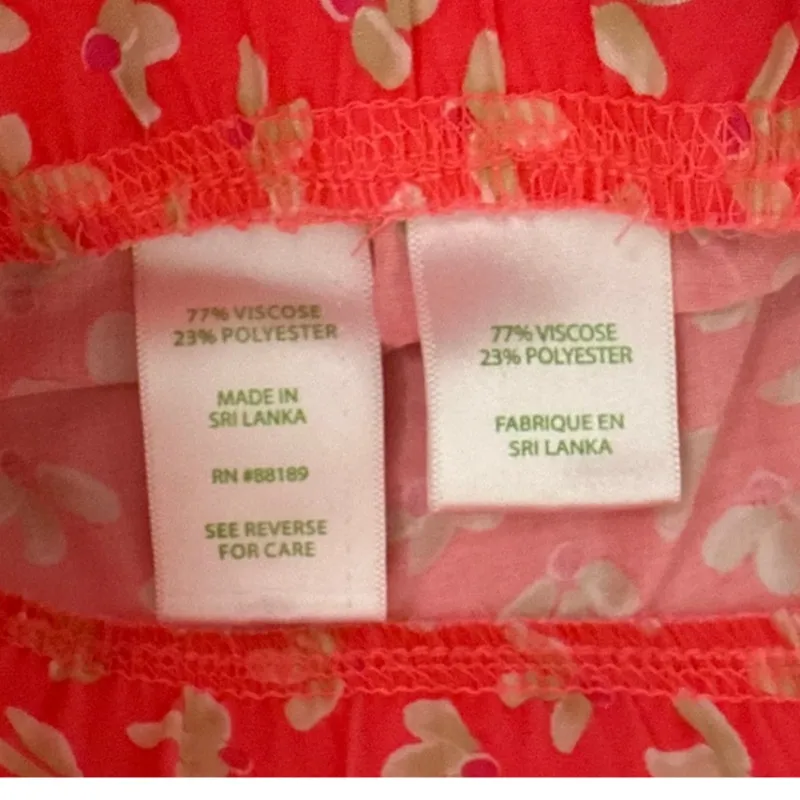 77% VISCOSE
23% POLYESTER
MADE IN
SRI LANKA
RN #88189
SEE REVERSE
FOR CARE
77% VISCOSE
23% POLYESTER
FABRIQUE EN
SRI LANKA